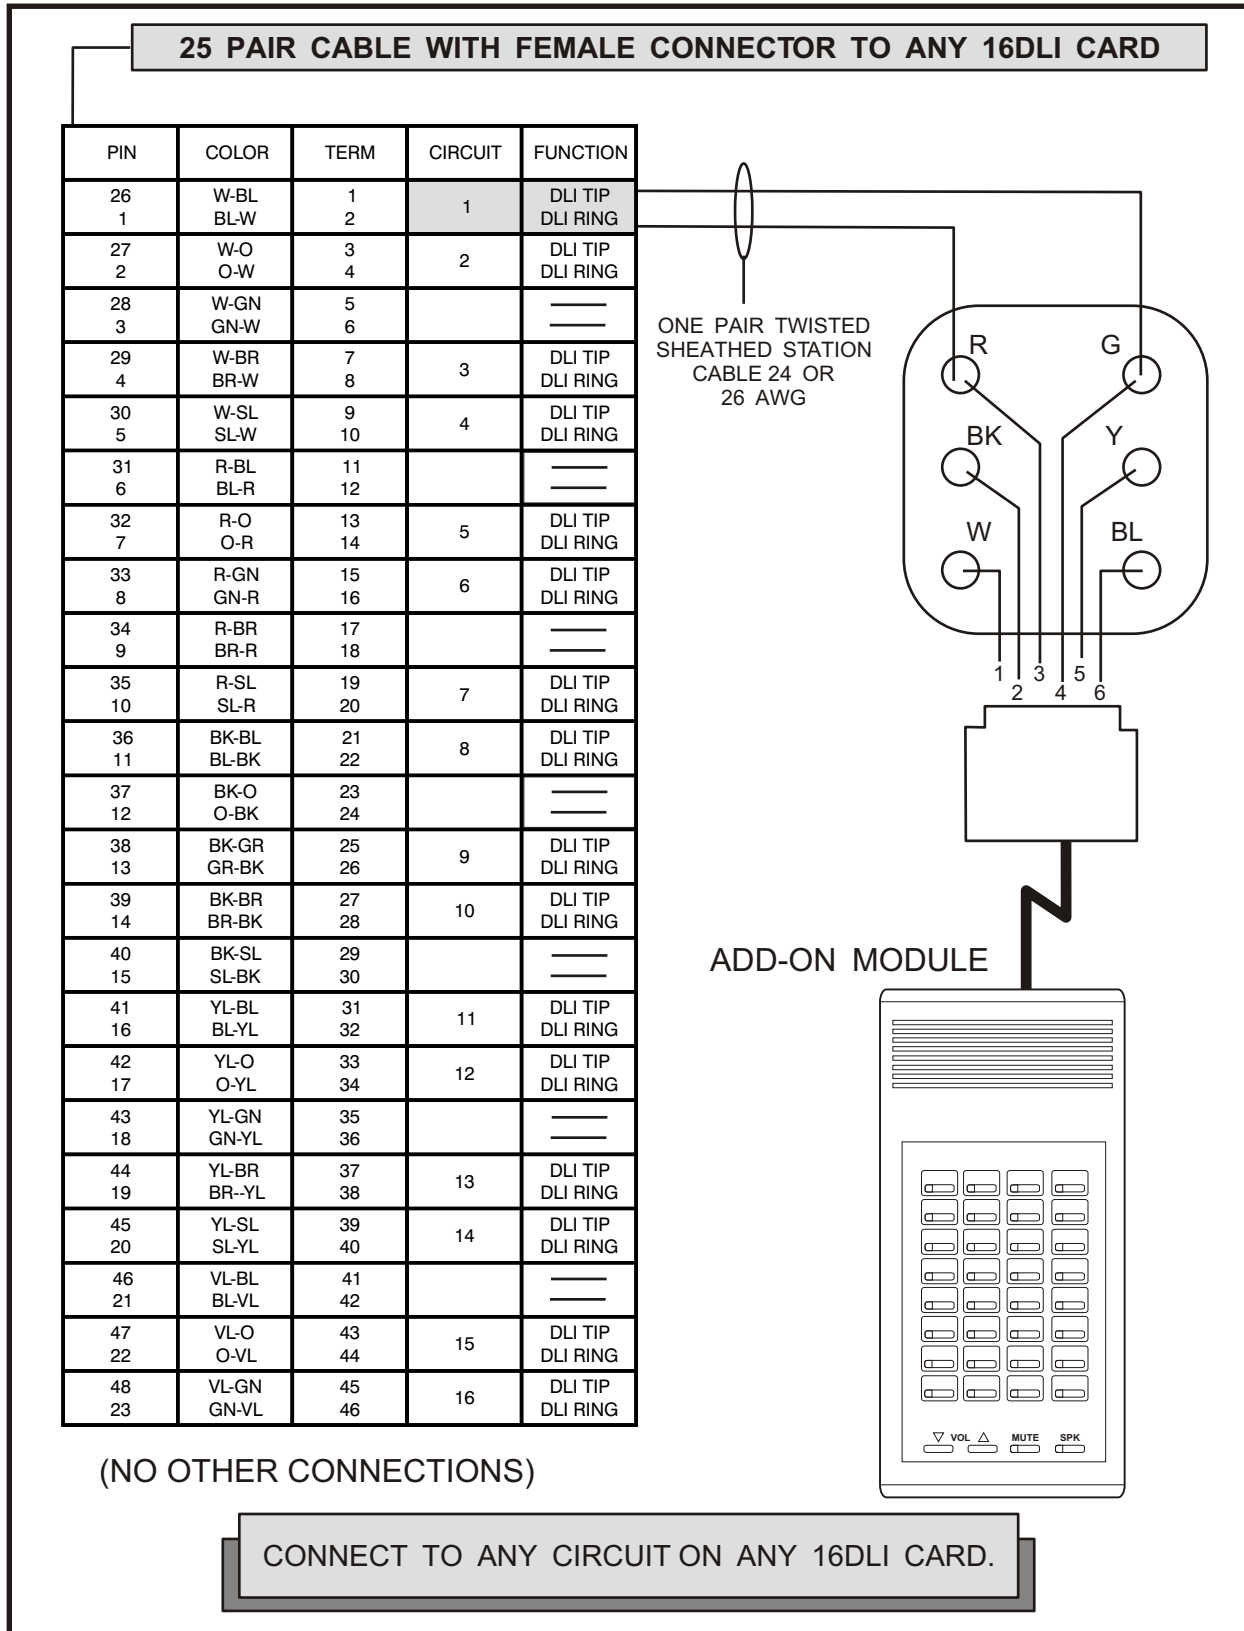 25 PAIR CABLE WITH FEMALE CONNECTOR TO ANY 16DLI CARD
PIN COLOR TERM CIRCUIT FUNCTION
26 W-BL 1 DLI TIP
1
1 BL-W 2 DLI RING
27 W-O 3 DLI TIP
2
2 O-W 4 DLI RING
28 W-GN 5 ——
3 GN-W 6 ——
29 W-BR 7 DLI TIP
3
4 BR-W 8 DLI RING
30 W-SL 9 DLI TIP
4
5 SL-W 10 DLI RING
31 R-BL 11 ——
6 BL-R 12 ——
32 R-O 13 DLI TIP
5
7 O-R 14 DLI RING
33 R-GN 15 DLI TIP
6
8 GN-R 16 DLI RING
34 R-BR 17 ——
9 BR-R 18 ——
35 R-SL 19 DLI TIP
7
10 SL-R 20 DLI RING
36 BK-BL 21 DLI TIP
8
11 BL-BK 22 DLI RING
37 BK-O 23 ——
12 O-BK 24 ——
38 BK-GR 25 DLI TIP
9
13 GR-BK 26 DLI RING
39 BK-BR 27 DLI TIP
10
14 BR-BK 28 DLI RING
40 BK-SL 29 ——
15 SL-BK 30 ——
41 YL-BL 31 DLI TIP
11
16 BL-YL 32 DLI RING
42 YL-O 33 DLI TIP
12
17 O-YL 34 DLI RING
43 YL-GN 35 ——
18 GN-YL 36 ——
44 YL-BR 37 DLI TIP
13
19 BR--YL 38 DLI RING
45 YL-SL 39 DLI TIP
14
20 SL-YL 40 DLI RING
46 VL-BL 41 ——
21 BL-VL 42 ——
47 VL-O 43 DLI TIP
15
22 O-VL 44 DLI RING
48 VL-GN 45 DLI TIP
16
23 GN-VL 46 DLI RING
(NO OTHER CONNECTIONS)
ONE PAIR TWISTED
SHEATHED STATION
CABLE 24 OR
26 AWG
R G
BK Y
W BL
1 2 3 4 5 6
ADD-ON MODULE
▽ VOL △ MUTE SPK
CONNECT TO ANY CIRCUIT ON ANY 16DLI CARD.